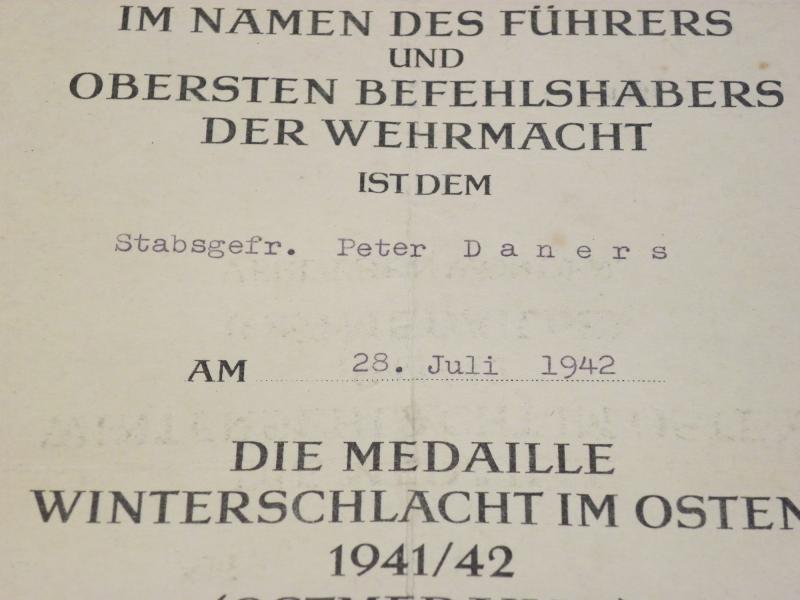 IM NAMEN DES FÜHRERS
UND
OBERSTEN BEFEHLSHABERS
DER WEHRMACHT
IST DEM
Stabsgefr. Peter Daners
AM 28. Juli 1942
DIE MEDAILLE
WINTERSCHLACHT IM OSTEN
1941/42